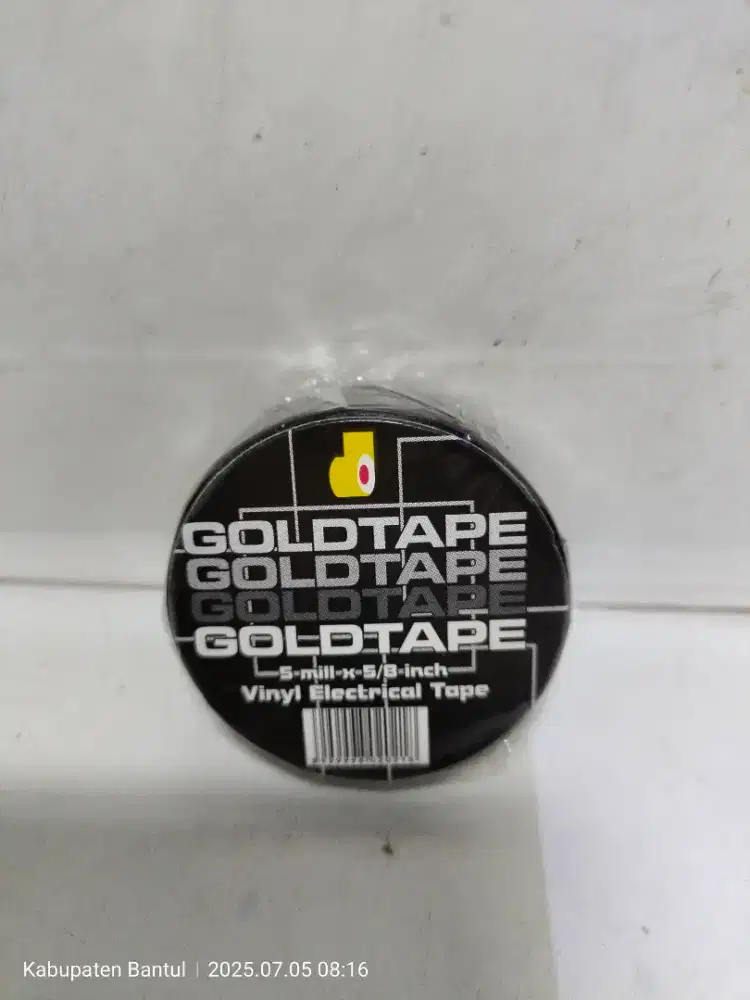 GOLDTAPE
GOLDTAPE
GOLDTAPE
GOLDTAPE
5-mill-x-5/8-inch
Vinyl Electrical Tape
Kabupaten Bantul | 2025.07.05 08:16